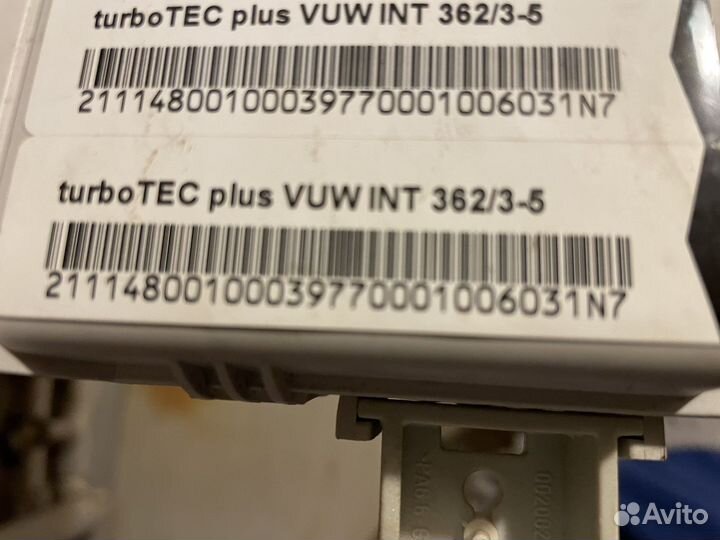 turboTEC plus VUW INT 362/3-5
21114800100039770001006031N7
turboTEC plus VUW INT 362/3-5
21114800100039770001006031N7
Avito